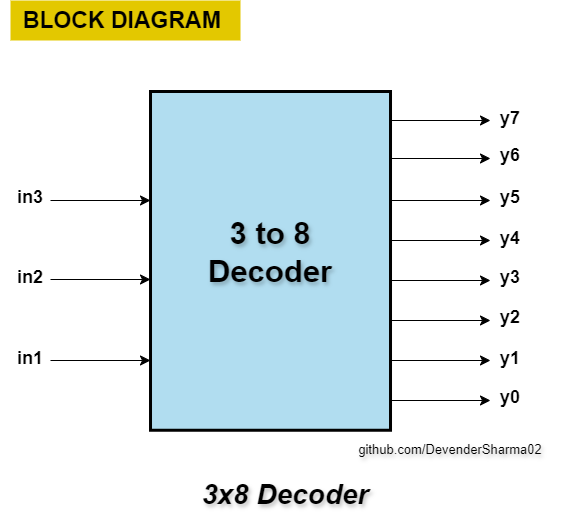 BLOCK DIAGRAM
y7
y6
in3
y5
3 to 8
y4
Decoder
in2
y3
y2
in1
y1
y0
github.com/DevenderSharma02
3x8 Decoder